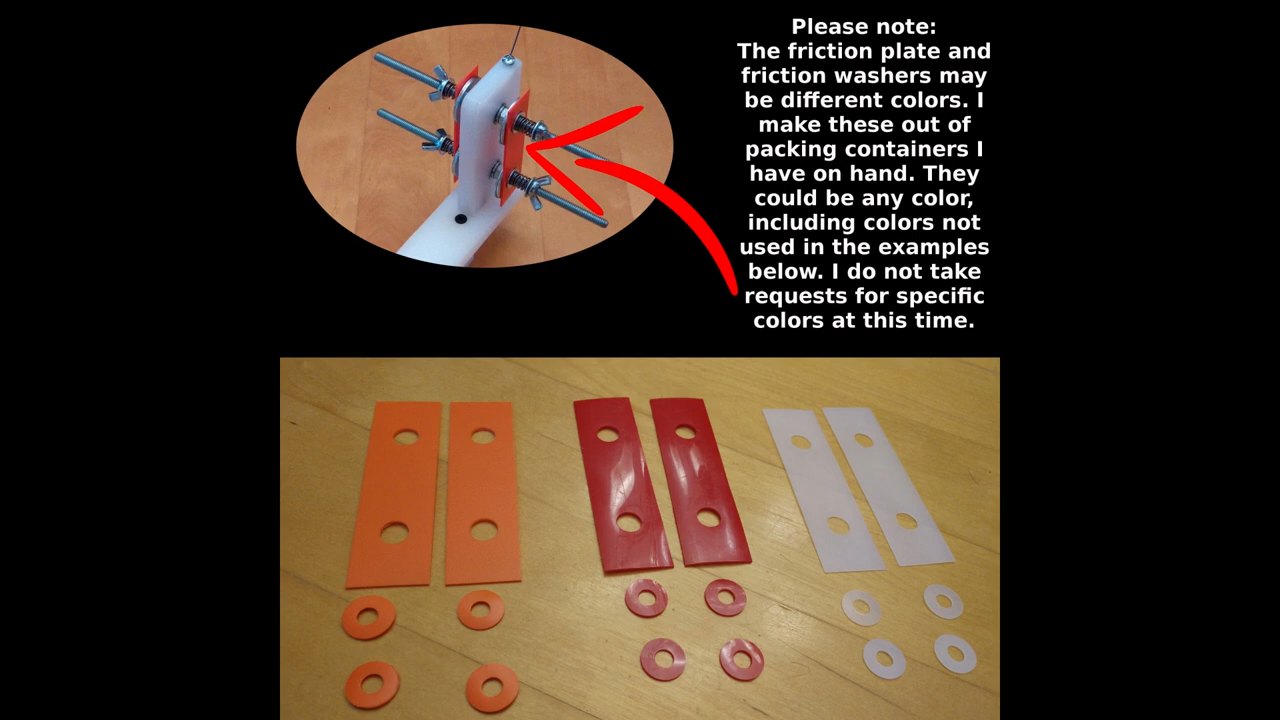 Please note:
The friction plate and
friction washers may
be different colors. I
make these out of
packing containers I
have on hand. They
could be any color,
including colors not
used in the examples
below. I do not take
requests for specific
colors at this time.